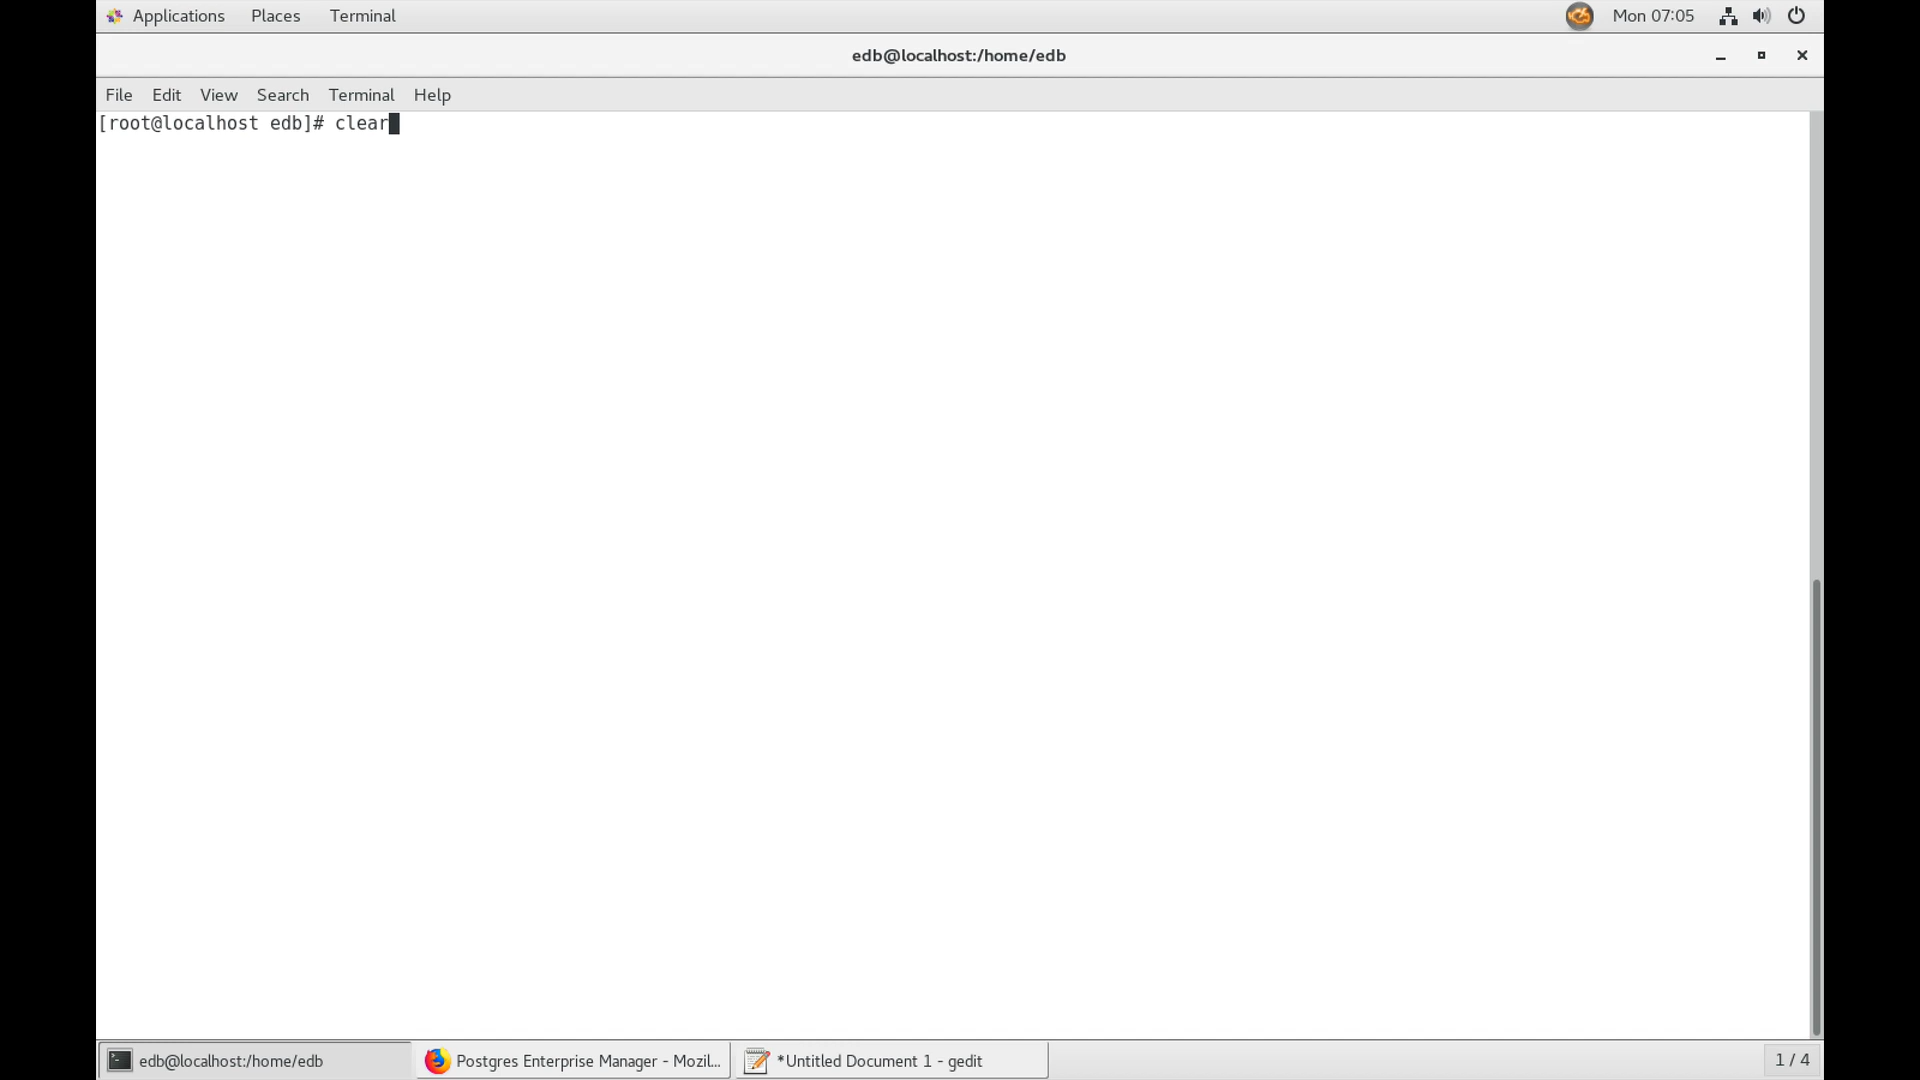 Applications Places Terminal Mon 07:05
edb@localhost:/home/edb
File Edit View Search Terminal Help
[root@localhost edb]# clear
edb@localhost:/home/edb Postgres Enterprise Manager - Mozil... *Untitled Document 1 - gedit 1 / 4